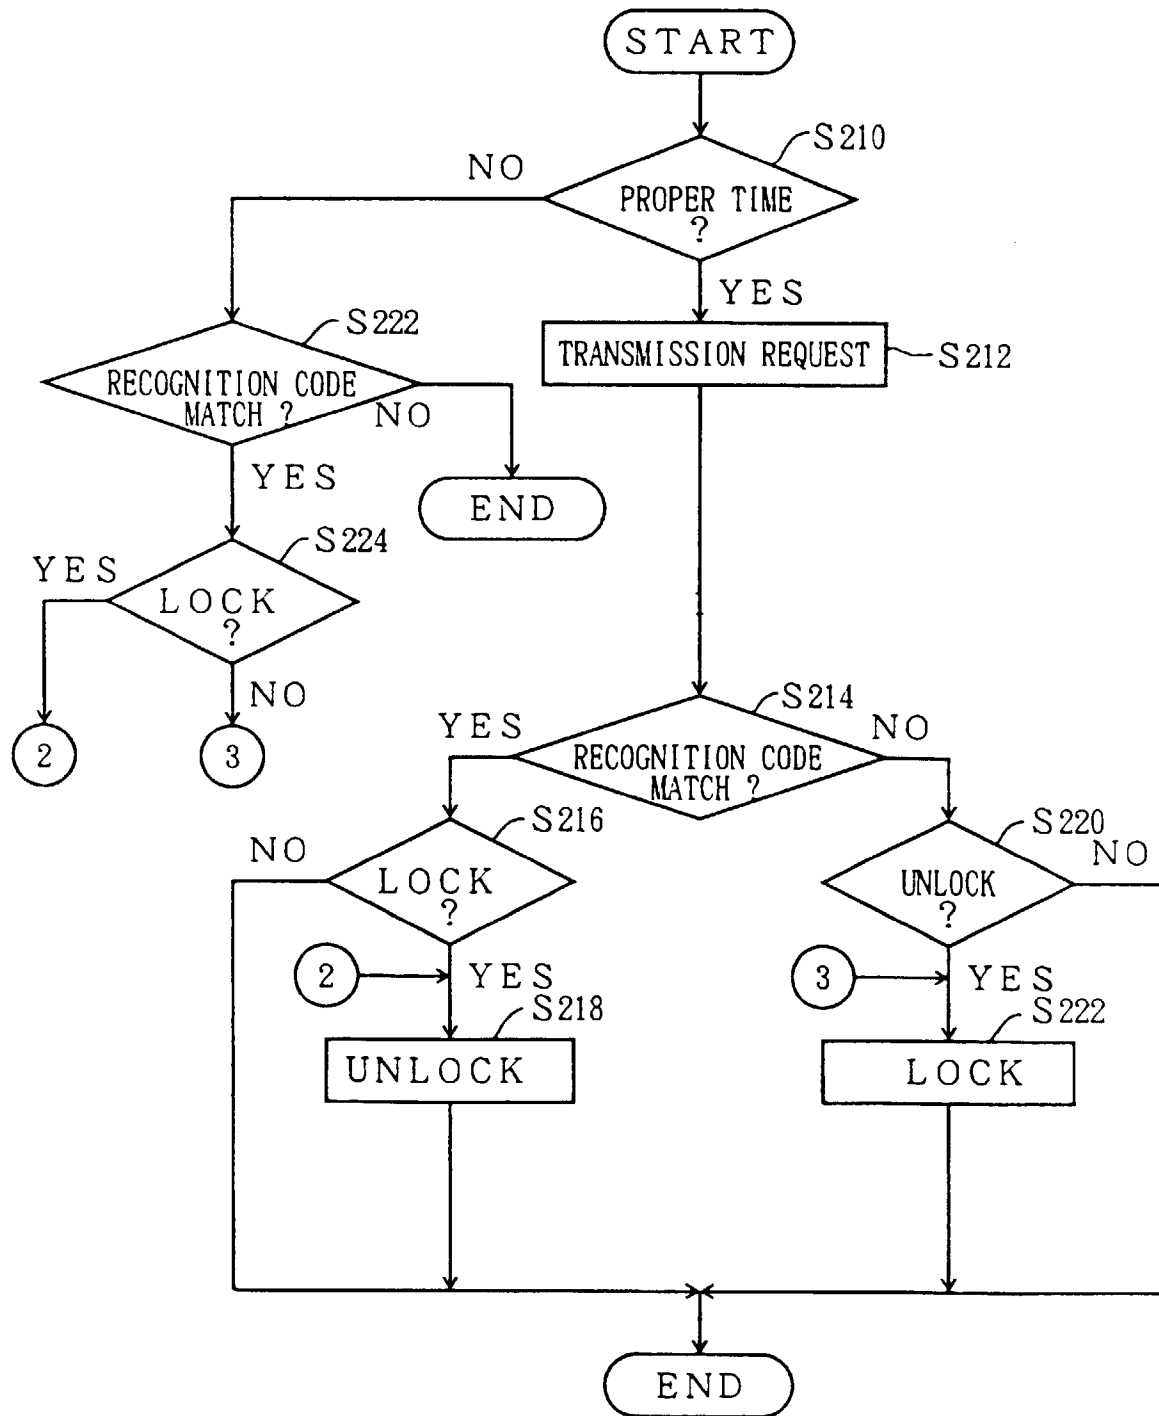 START
S210
NO
PROPER TIME
?
YES
S222
TRANSMISSION REQUEST
S212
RECOGNITION CODE
MATCH ?
NO
YES
END
S224
YES
LOCK
?
NO
2
3
S214
YES
NO
RECOGNITION CODE
MATCH ?
S216
NO
LOCK
?
S220
NO
UNLOCK
?
2
YES
3
YES
S218
UNLOCK
S222
LOCK
END